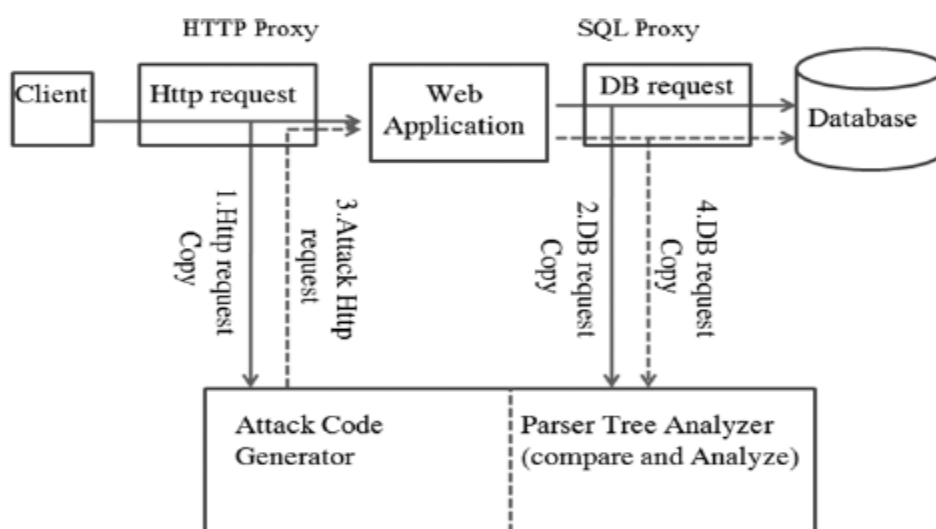 HTTP Proxy
SQL Proxy
Client
Http request
Web
Application
DB request
Database
1.Http request
Copy
3.Attack Http
request
2.DB request
Copy
4.DB request
Copy
Attack Code
Generator
Parser Tree Analyzer
(compare and Analyze)